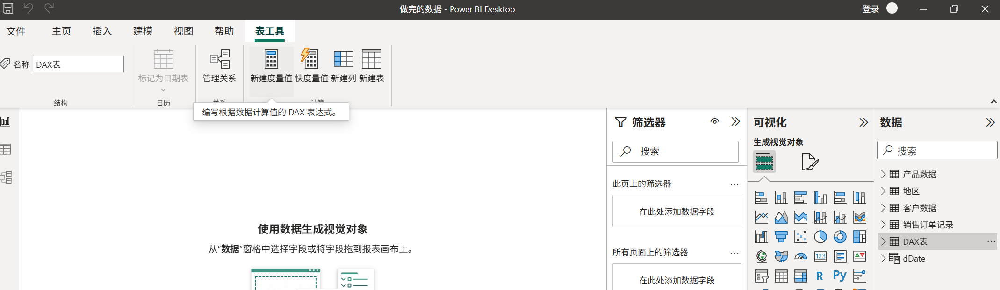 做完的数据 - Power BI Desktop
登录
文件 主页 插入 建模 视图 帮助 表工具
名称 DAX表
标记为日期表
管理关系
新建度量值 快度量值 新建列 新建表
结构
日历
关系
计算
编写根据数据计算值的 DAX 表达式。
使用数据生成视觉对象
从“数据”窗格中选择字段或将字段拖到报表画布上。
筛选器
搜索
此页上的筛选器 ...
在此处添加数据字段
所有页面上的筛选器 ...
在此处添加数据字段
可视化
生成视觉对象
123
R
Py
数据
搜索
产品数据
地区
客户数据
销售订单记录
DAX表 ...
dDate